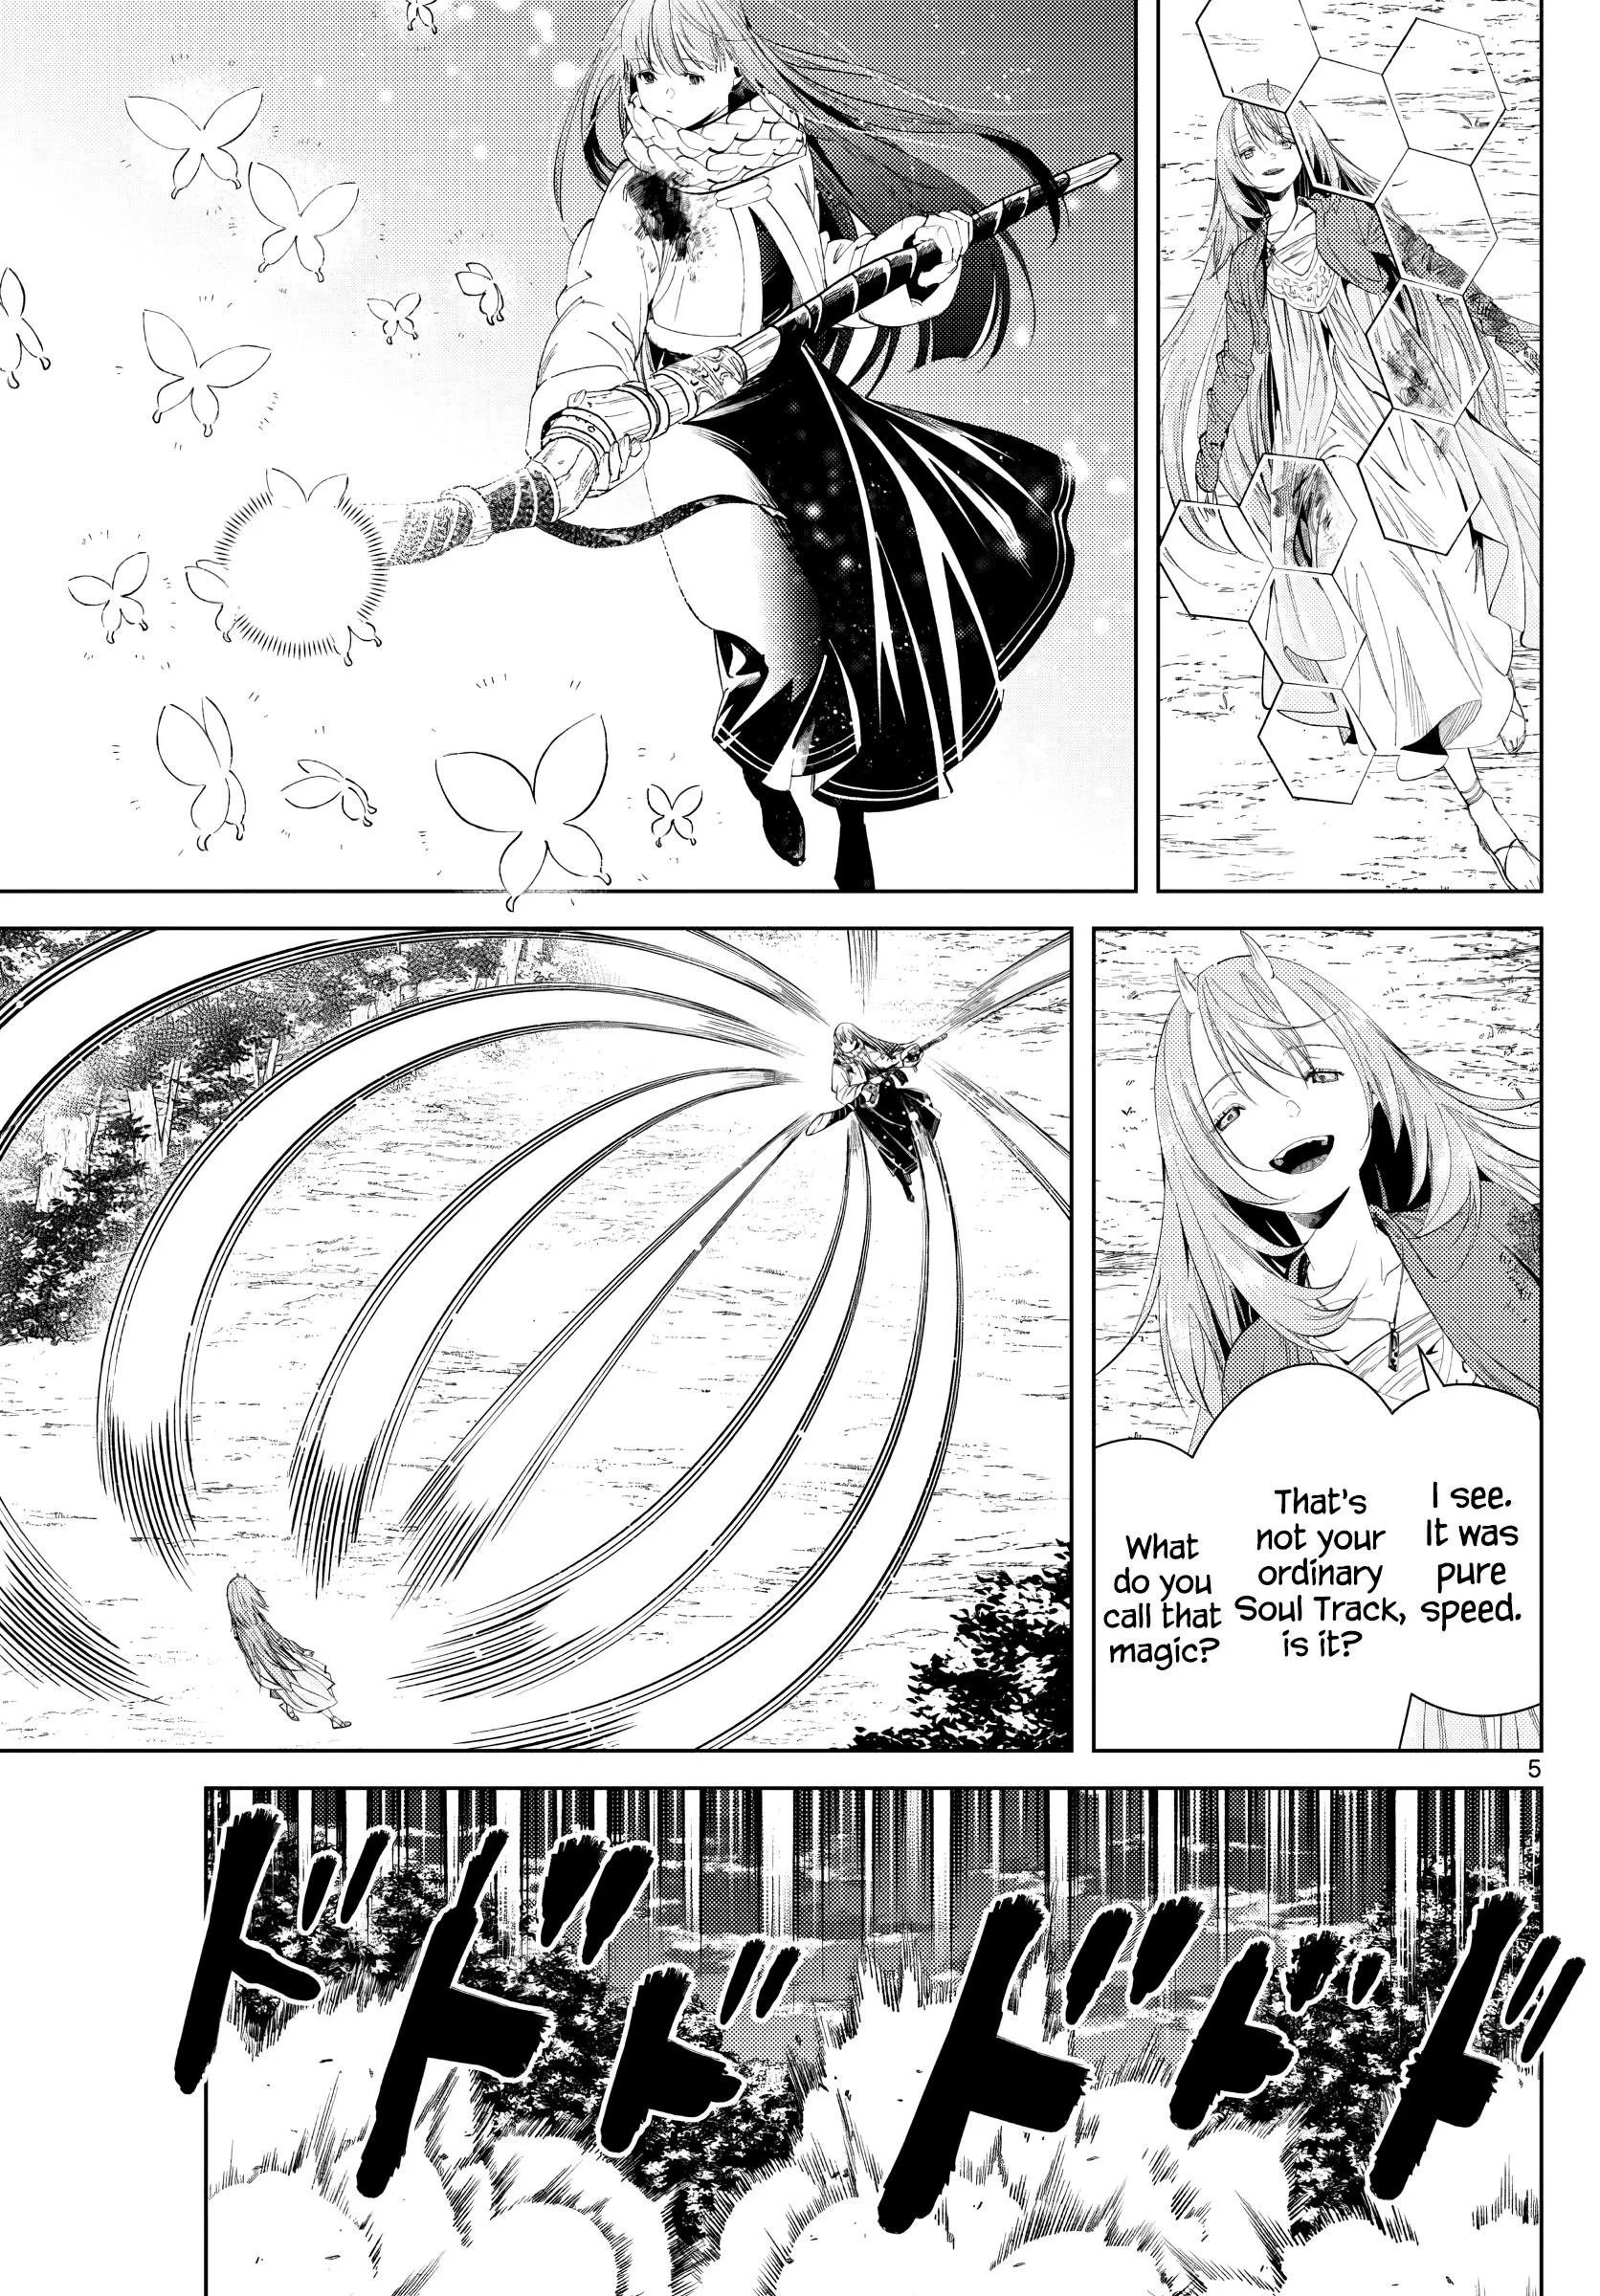 I see.
It was
pure
speed.
That's
not your
ordinary
Soul Track,
is it?
What
do you
call that
magic?
5
ドドドドドド